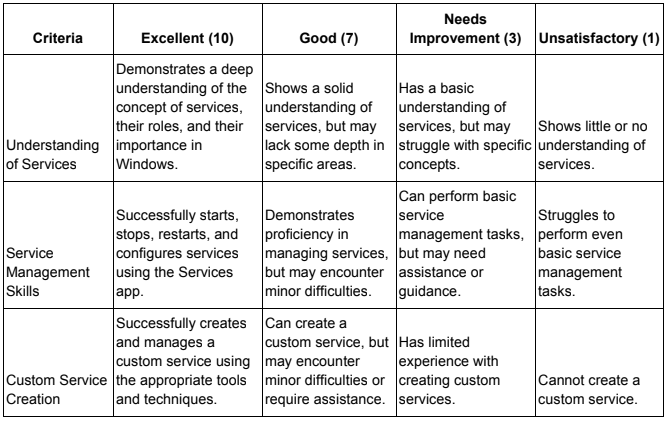 Criteria
Excellent (10)
Good (7)
Needs
Improvement (3)
Unsatisfactory (1)
Understanding
of Services
Demonstrates a deep
understanding of the
concept of services,
their roles, and their
importance in
Windows.
Shows a solid
understanding of
services, but may
lack some depth in
specific areas.
Has a basic
understanding of
services, but may
struggle with specific
concepts.
Shows little or no
understanding of
services.
Service
Management
Skills
Successfully starts,
stops, restarts, and
configures services
using the Services
app.
Demonstrates
proficiency in
managing services,
but may encounter
minor difficulties.
Can perform basic
service
management tasks,
but may need
assistance or
guidance.
Struggles to
perform even
basic service
management
tasks.
Custom Service
Creation
Successfully creates
and manages a
custom service using
the appropriate tools
and techniques.
Can create a
custom service, but
may encounter
minor difficulties or
require assistance.
Has limited
experience with
creating custom
services.
Cannot create a
custom service.